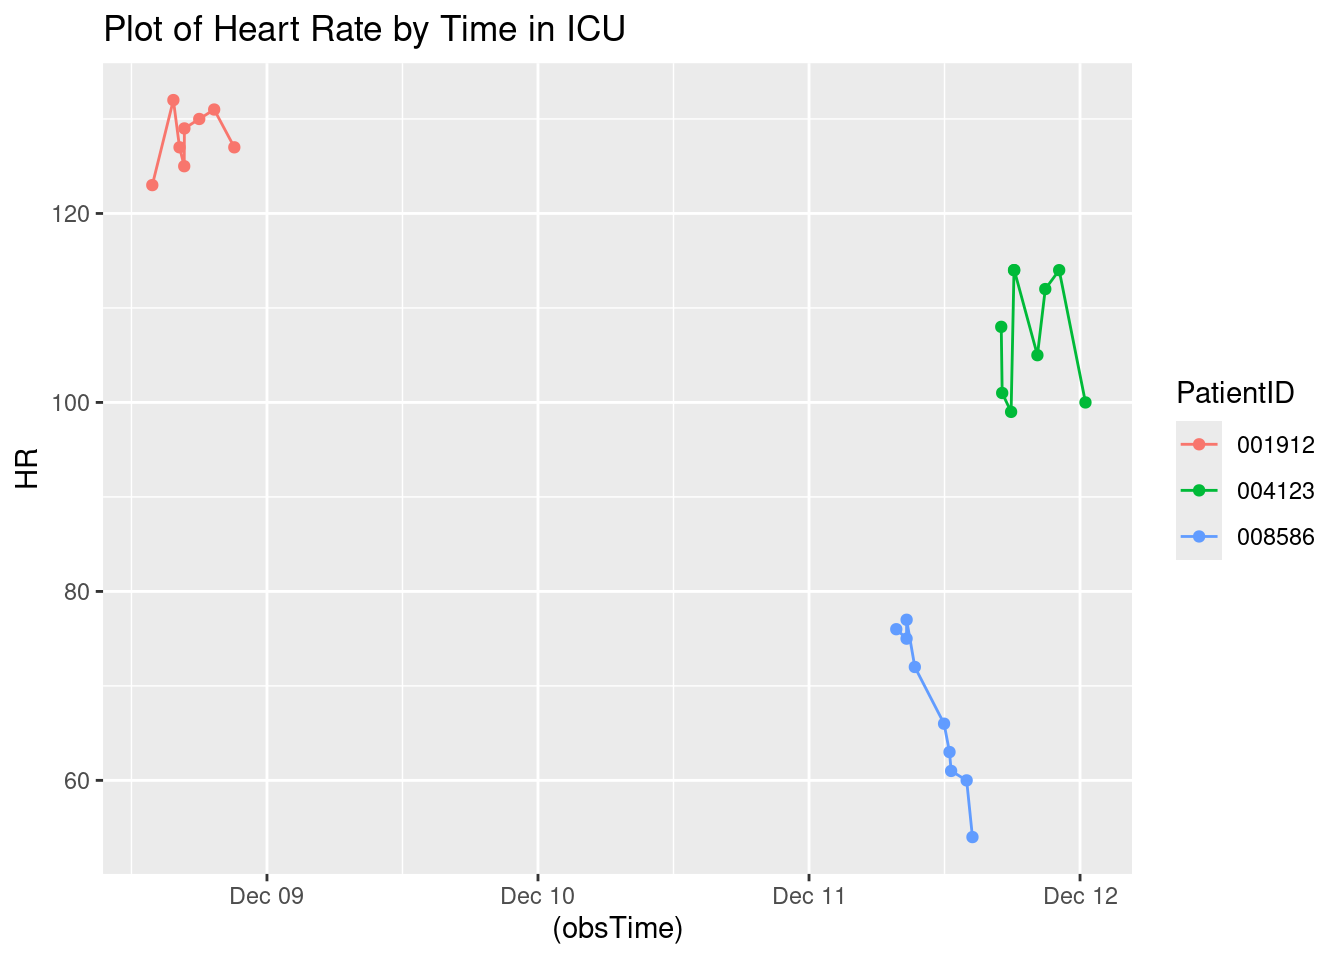 Plot of Heart Rate by Time in ICU
120
100
80
60
HR
Dec 09
Dec 10
Dec 11
Dec 12
(obsTime)
PatientID
001912
004123
008586